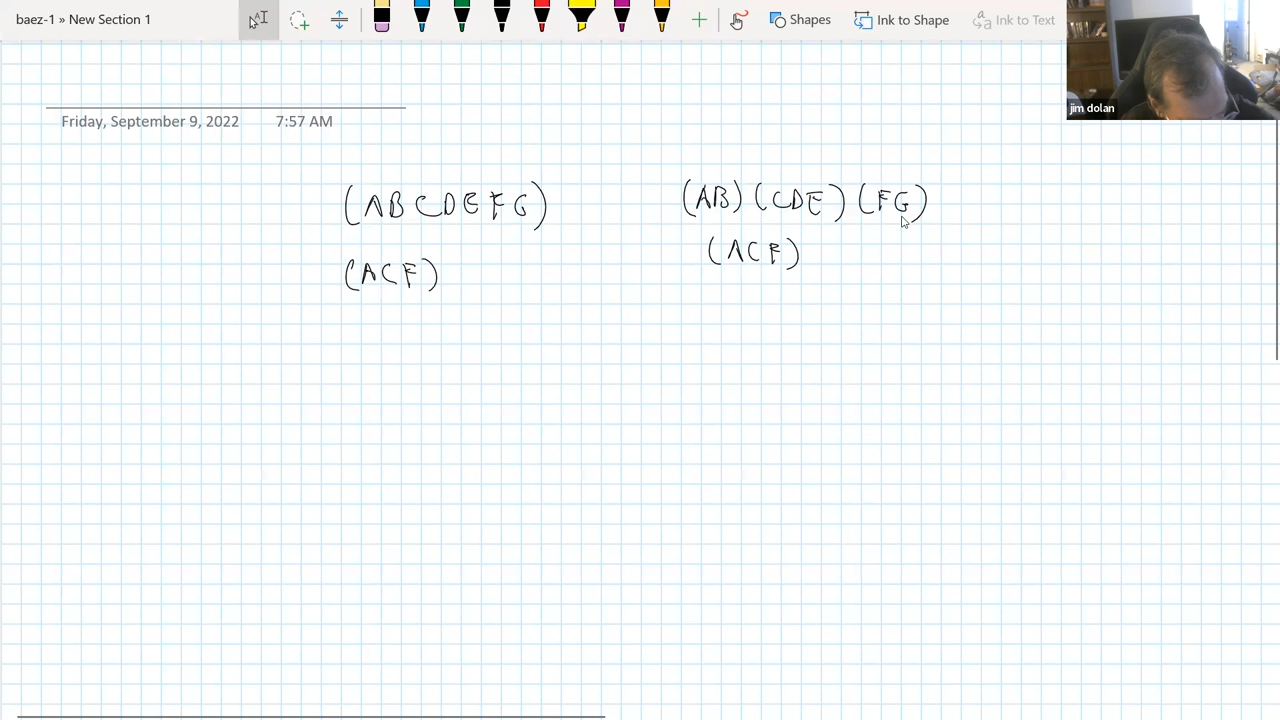 baez-1 » New Section 1
Shapes
Ink to Shape
Ink to Text
jim dolan
Friday, September 9, 2022 7:57 AM
(ABCDEFG)
(ACF)
(AB)(CDE)(FG)
(ACF)